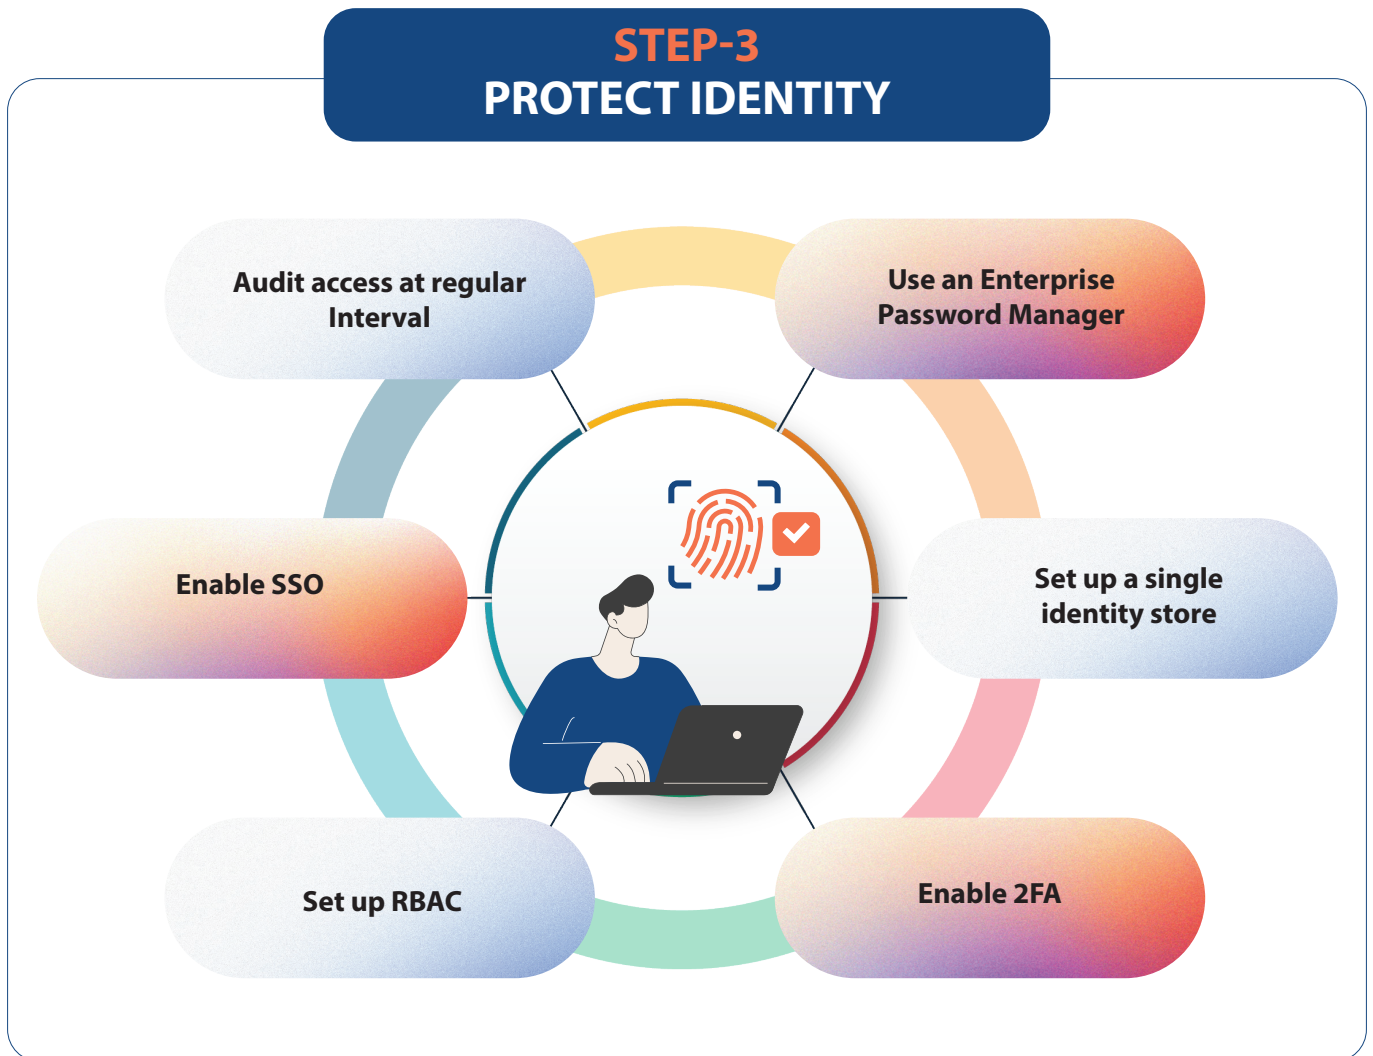 STEP-3
PROTECT IDENTITY
Audit access at regular
Interval
Use an Enterprise
Password Manager
Enable SSO
Set up a single
identity store
Set up RBAC
Enable 2FA